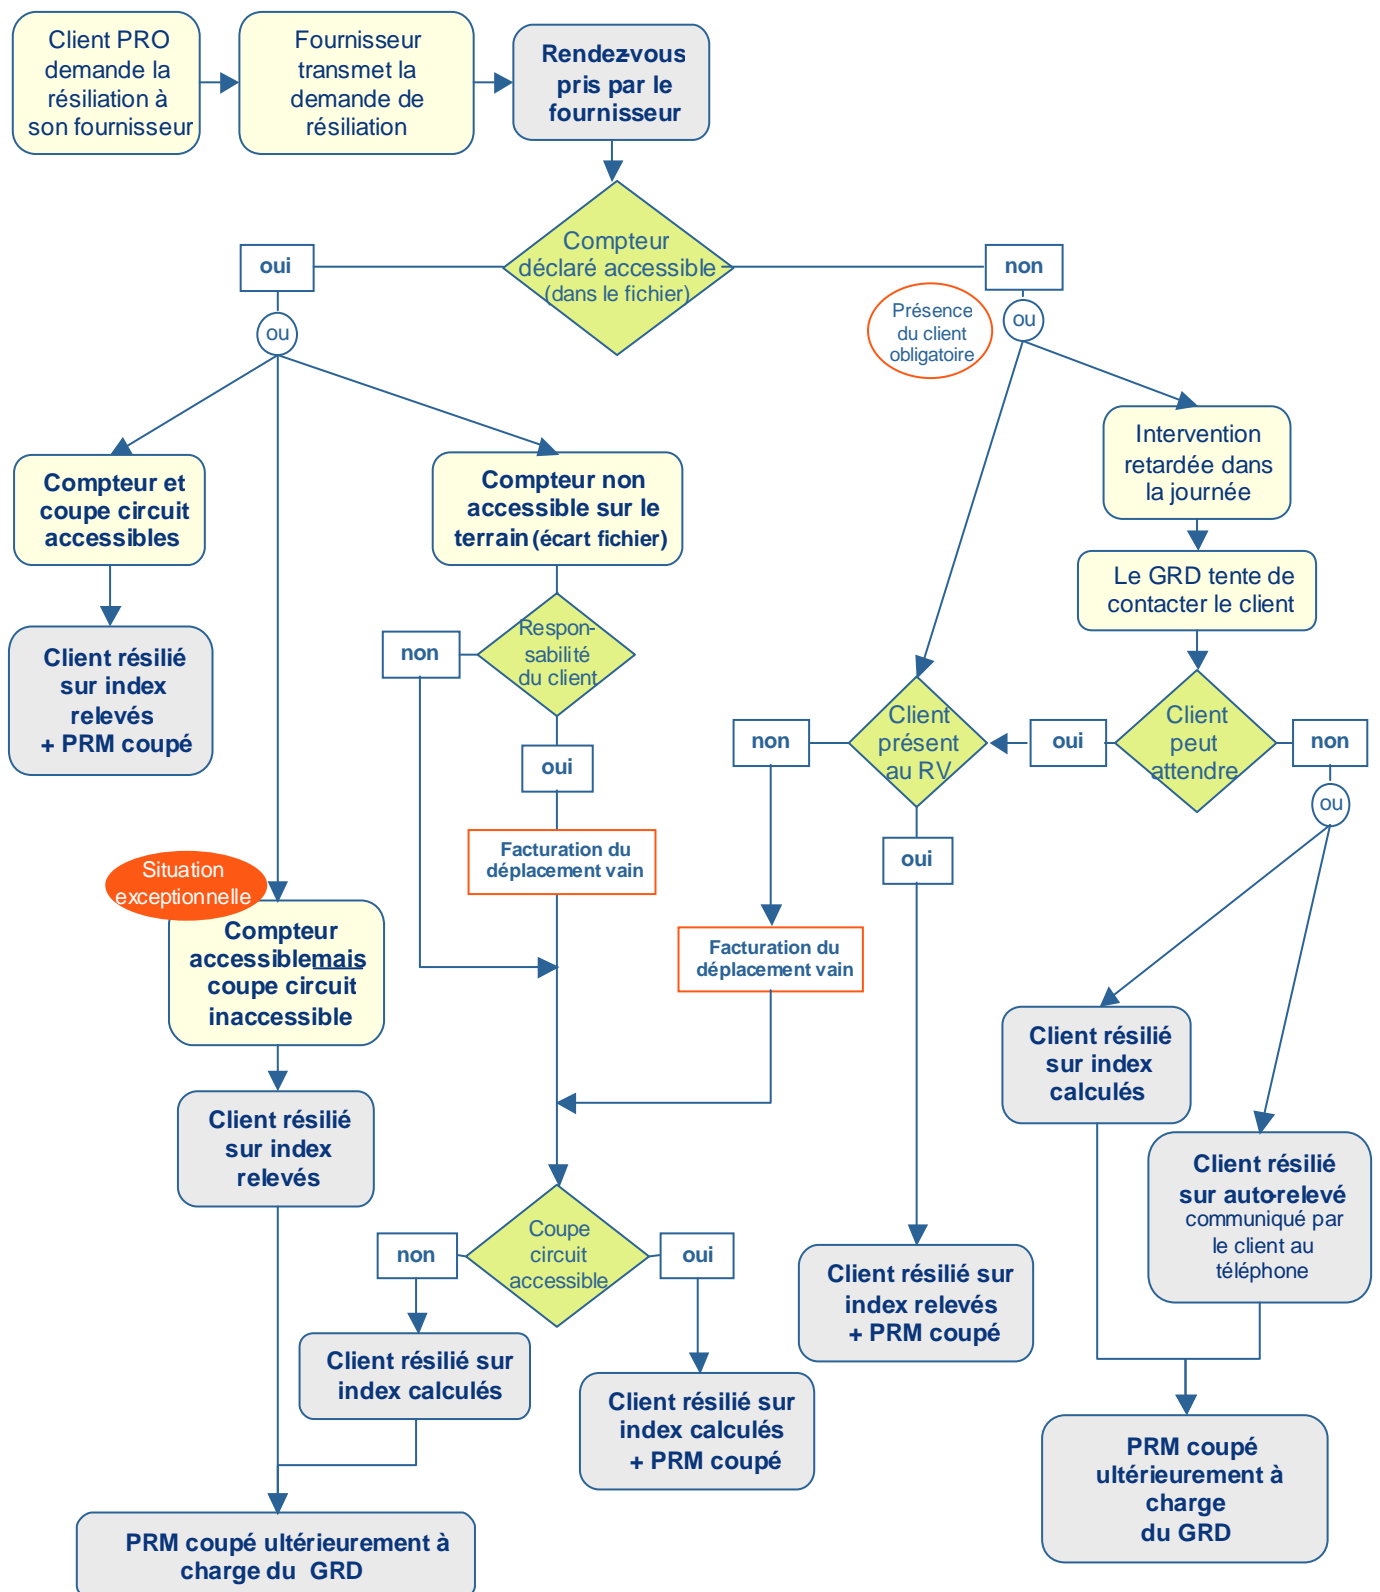 Client PRO
demande la
résiliation à
son fournisseur
Fournisseur
transmet la
demande de
résiliation
Rendez-vous
pris par le
fournisseur
Compteur
déclaré accessible
(dans le fichier)
oui
non
ou
Présence
du client
obligatoire
ou
Compteur et
coupe circuit
accessibles
Compteur non
accessible sur le
terrain (écart fichier)
Intervention
retardée dans
la journée
Le GRD tente de
contacter le client
Client résilié
sur index
relevés
+ PRM coupé
non
Respon-
sabilité
du client
oui
non
Client
présent
au RV
oui
Client
peut
attendre
non
ou
Facturation du
déplacement vain
oui
Situation
exceptionnelle
Compteur
accessible mais
coupe circuit
inaccessible
Facturation du
déplacement vain
Client résilié
sur index
calculés
Client résilié
sur index
relevés
Client résilié
sur auto-relevé
communiqué par
le client au
téléphone
non
Coupe
circuit
accessible
oui
Client résilié sur
index relevés
+ PRM coupé
Client résilié sur
index calculés
Client résilié sur
index calculés
+ PRM coupé
PRM coupé
ultérieurement à
charge
du GRD
PRM coupé ultérieurement à
charge du GRD